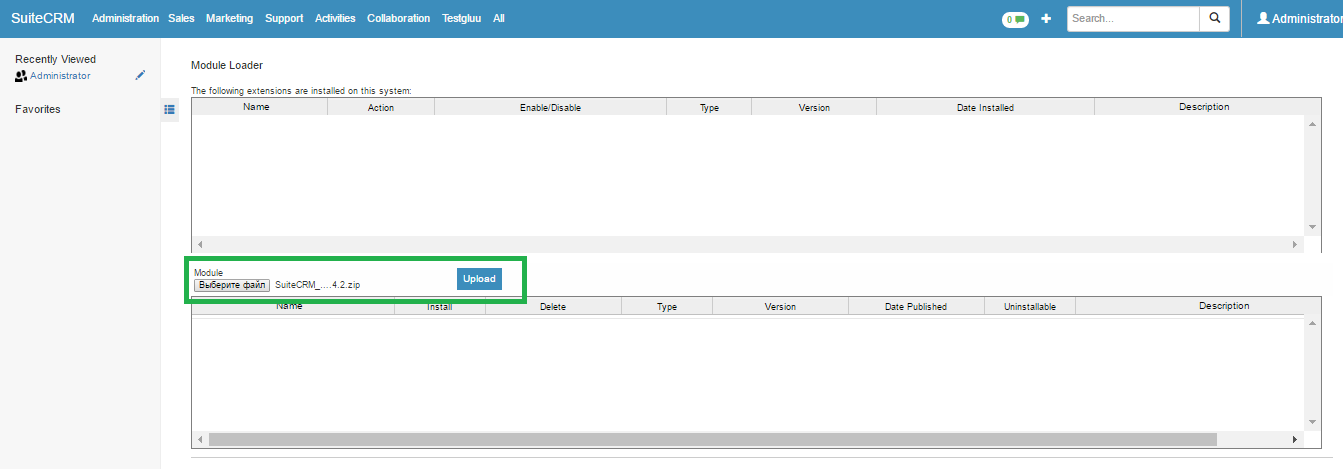 SuiteCRM Administration Sales Marketing Support Activities Collaboration Testgluu All 0 Search... Administrator
Recently Viewed
Administrator
Favorites
Module Loader
The following extensions are installed on this system:
Name Action Enable/Disable Type Version Date Installed Description
Module
Выберите файл SuiteCRM_....4.2.zip Upload
Name Install Delete Type Version Date Published Uninstallable Description